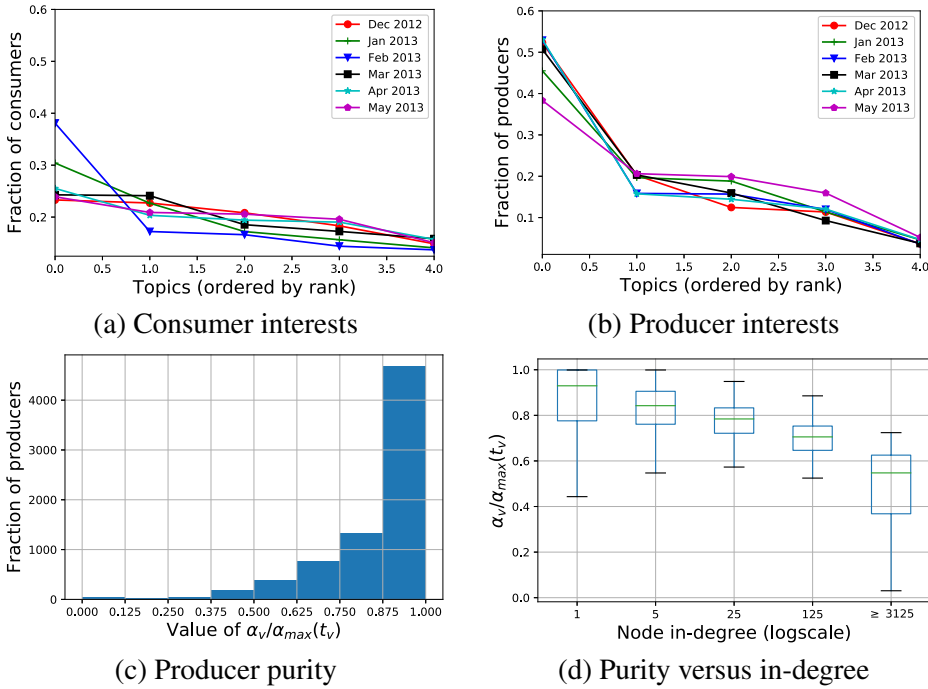 Fraction of consumers
0.6
0.5
0.4
0.3
0.2
Dec 2012
Jan 2013
Feb 2013
Mar 2013
Apr 2013
May 2013
0.0 0.5 1.0 1.5 2.0 2.5 3.0 3.5 4.0
Topics (ordered by rank)
(a) Consumer interests
Fraction of producers
0.6
0.5
0.4
0.3
0.2
0.1
Dec 2012
Jan 2013
Feb 2013
Mar 2013
Apr 2013
May 2013
0.0 0.5 1.0 1.5 2.0 2.5 3.0 3.5 4.0
Topics (ordered by rank)
(b) Producer interests
Fraction of producers
4000
3000
2000
1000
0
0.000 0.125 0.250 0.375 0.500 0.625 0.750 0.875 1.000
Value of α_v/α_max(t_v)
(c) Producer purity
α_v/α_max(t_v)
1.0
0.8
0.6
0.4
0.2
0.0
1 5 25 125 ≥ 3125
Node in-degree (logscale)
(d) Purity versus in-degree